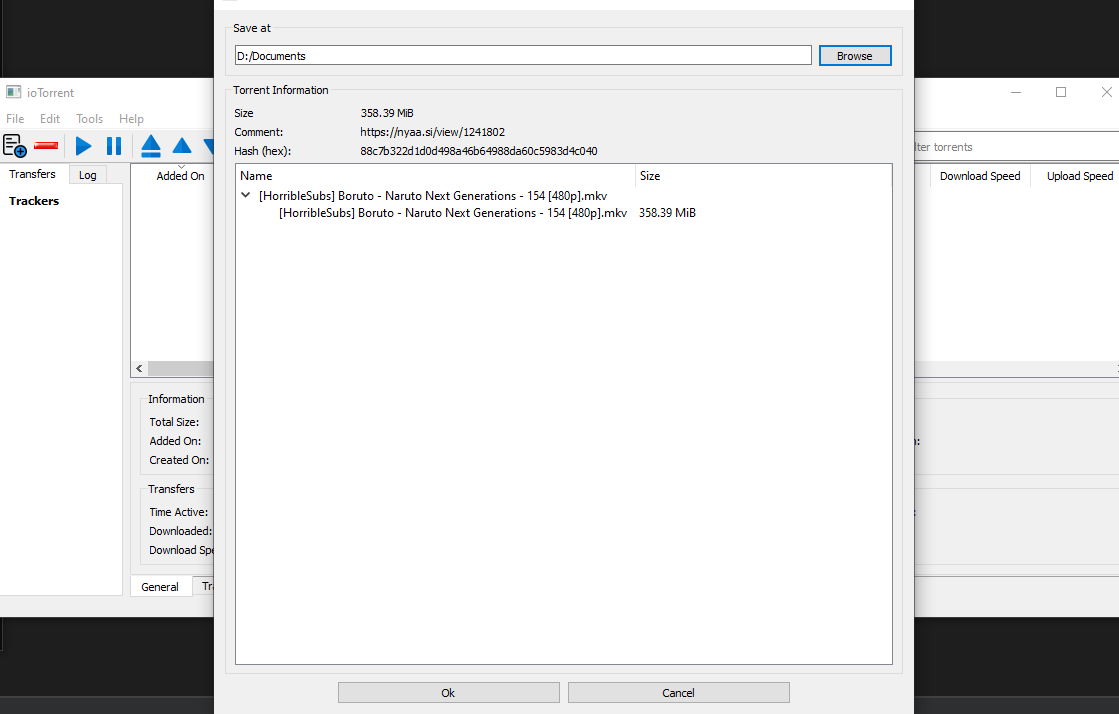 Save at
D:/Documents
Browse
Torrent Information
Size 358.39 MiB
Comment: https://nyaa.si/view/1241802
Hash (hex): 88c7b322d1d0d498a46b64988da60c5983d4c040
Name Size
[HorribleSubs] Boruto - Naruto Next Generations - 154 [480p].mkv
[HorribleSubs] Boruto - Naruto Next Generations - 154 [480p].mkv 358.39 MiB
Ok Cancel
ioTorrent
File Edit Tools Help
torrents
Transfers Log
Trackers
Added On
Download Speed Upload Speed
Information
Total Size:
Added On:
Created On:
Transfers
Time Active:
Downloaded:
Download
General